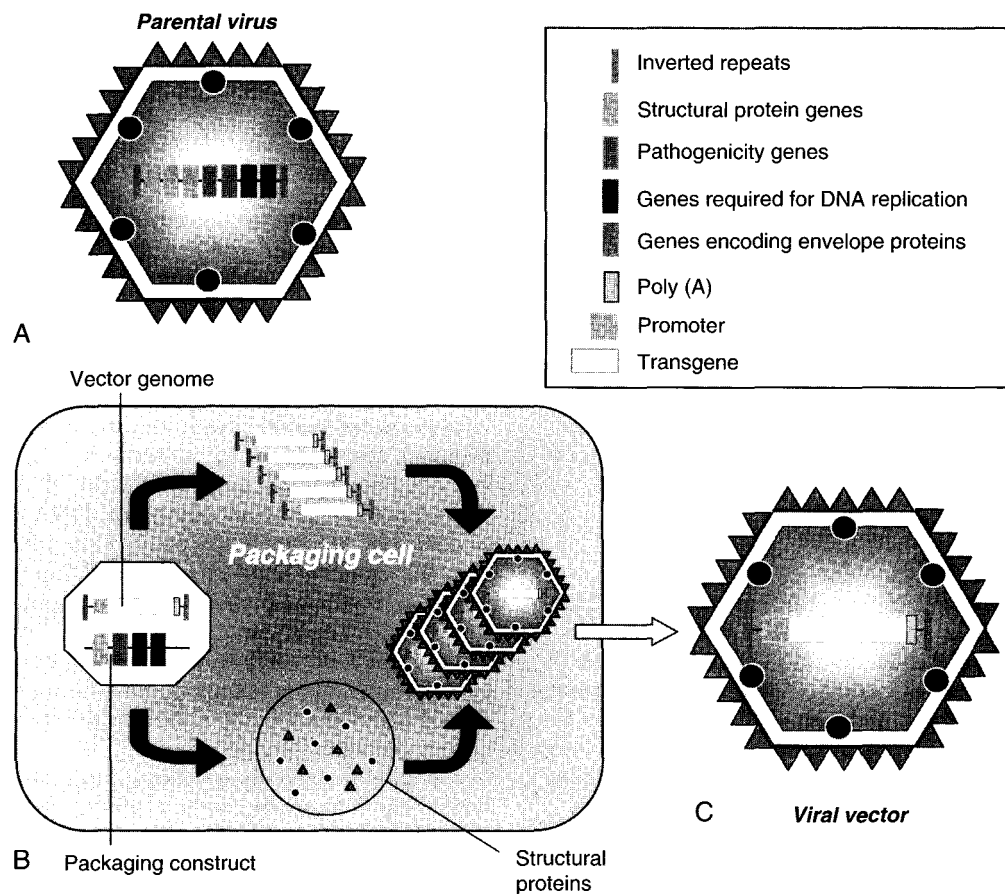 Parental virus
Inverted repeats
Structural protein genes
Pathogenicity genes
Genes required for DNA replication
Genes encoding envelope proteins
Poly (A)
Promoter
Transgene
A
Vector genome
Packaging cell
B
Packaging construct
Structural
proteins
C
Viral vector